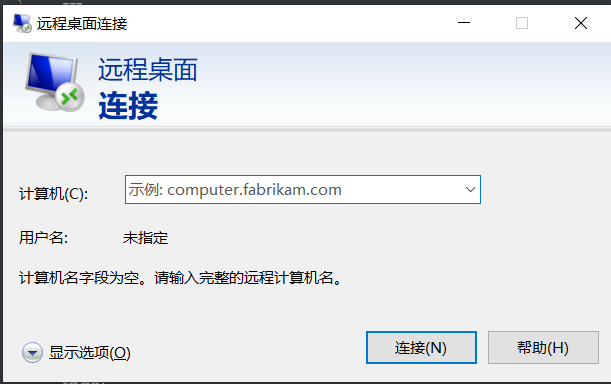 远程桌面连接
远程桌面
连接
计算机(C): 示例: computer.fabrikam.com
用户名: 未指定
计算机名字段为空。请输入完整的远程计算机名。
显示选项(O) 连接(N) 帮助(H)